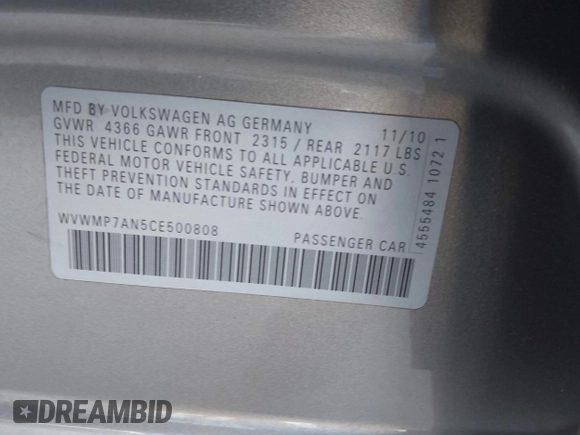 MFD BY VOLKSWAGEN AG GERMANY 11/10
GVWR 4366 GAWR FRONT 2315 / REAR 2117 LBS
THIS VEHICLE CONFORMS TO ALL APPLICABLE U.S.
FEDERAL MOTOR VEHICLE SAFETY, BUMPER AND
THEFT PREVENTION STANDARDS IN EFFECT ON
THE DATE OF MANUFACTURE SHOWN ABOVE
WVWMP7AN5CE500808 PASSENGER CAR
4555484 1072 1
DREAMBID